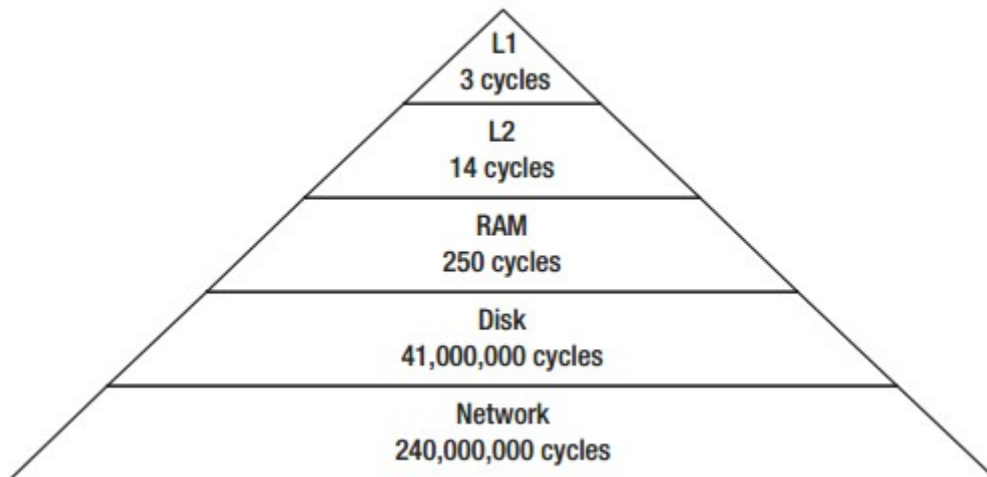 L1
3 cycles
L2
14 cycles
RAM
250 cycles
Disk
41,000,000 cycles
Network
240,000,000 cycles